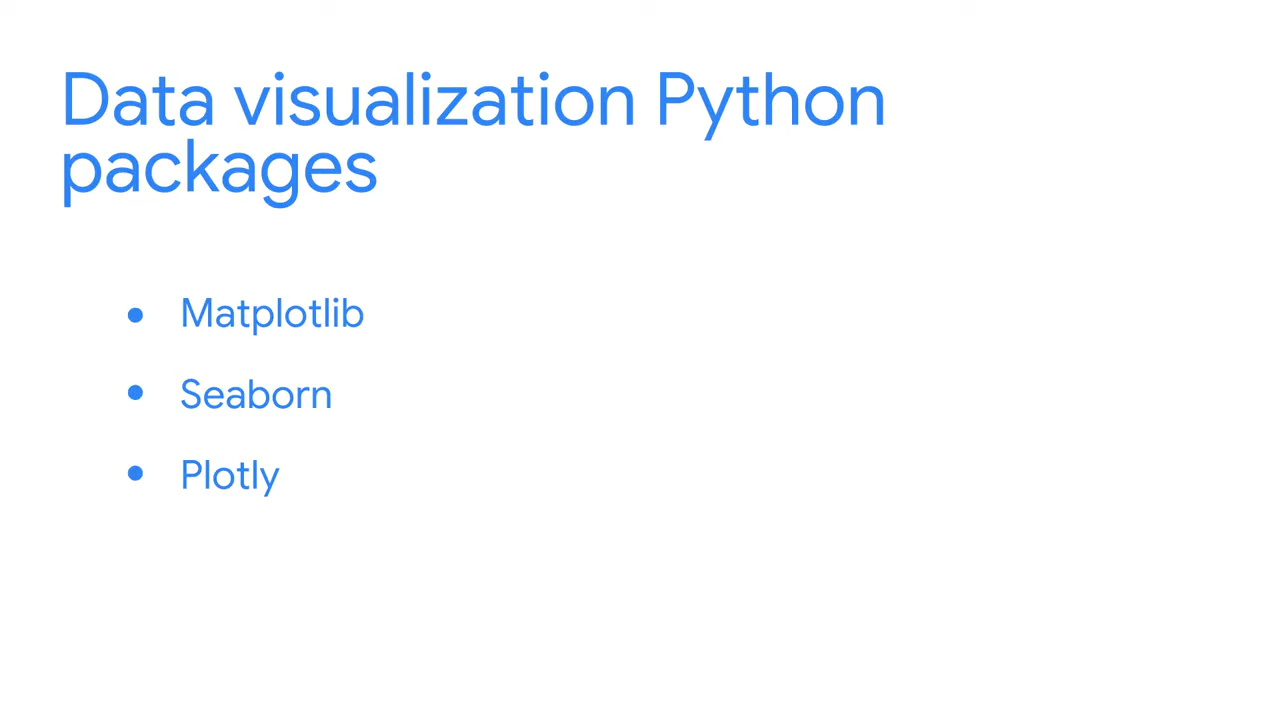 Data visualization Python
packages
• Matplotlib
• Seaborn
• Plotly